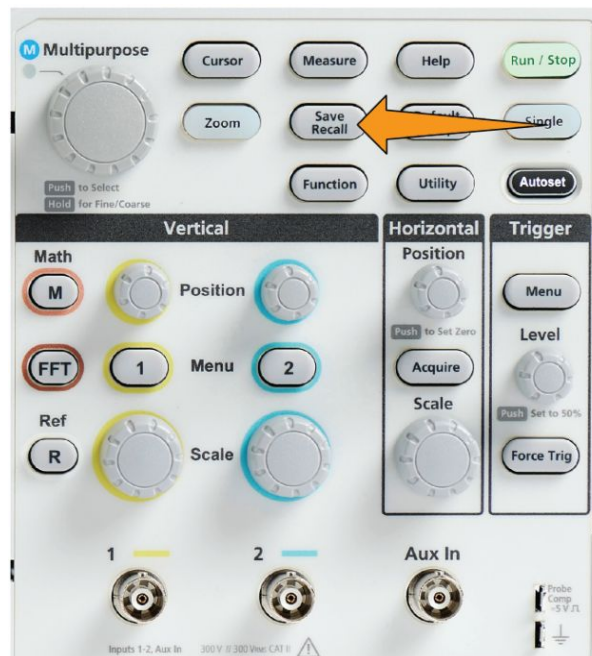 M Multipurpose
Cursor
Measure
Help
Run / Stop
Zoom
Save
Recall
Single
Push to Select
Hold for Fine/Coarse
Function
Utility
Autoset
Vertical
Horizontal
Trigger
Math
M
Position
Position
Push to Set Zero
Menu
FFT
1
Menu
2
Acquire
Level
Push Set to 50%
Ref
R
Scale
Scale
Force Trig
1
2
Aux In
Inputs 1-2, Aux In
Probe
Comp